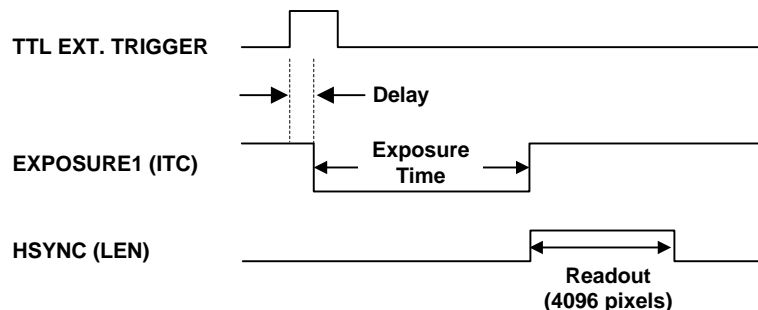 TTL EXT. TRIGGER
Delay
EXPOSURE1 (ITC)
Exposure
Time
HSYNC (LEN)
Readout
(4096 pixels)